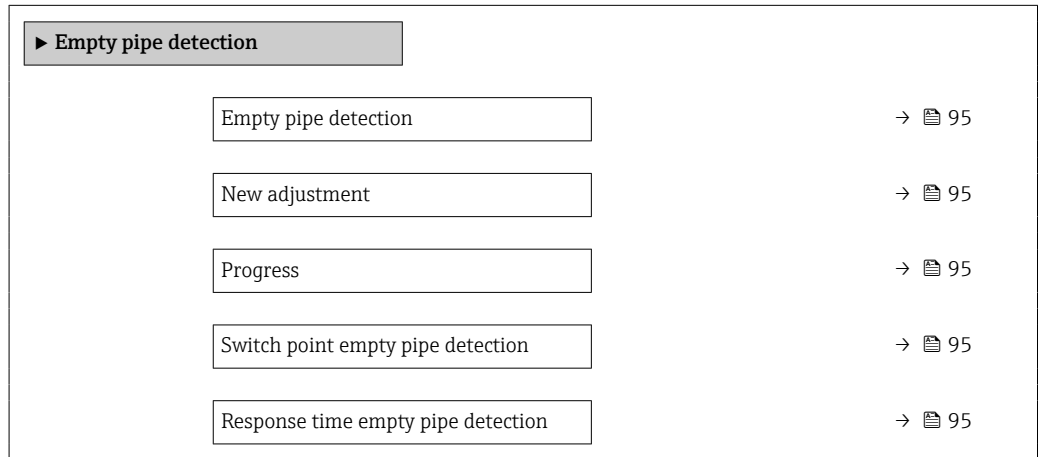 ► Empty pipe detection
Empty pipe detection → 95
New adjustment → 95
Progress → 95
Switch point empty pipe detection → 95
Response time empty pipe detection → 95